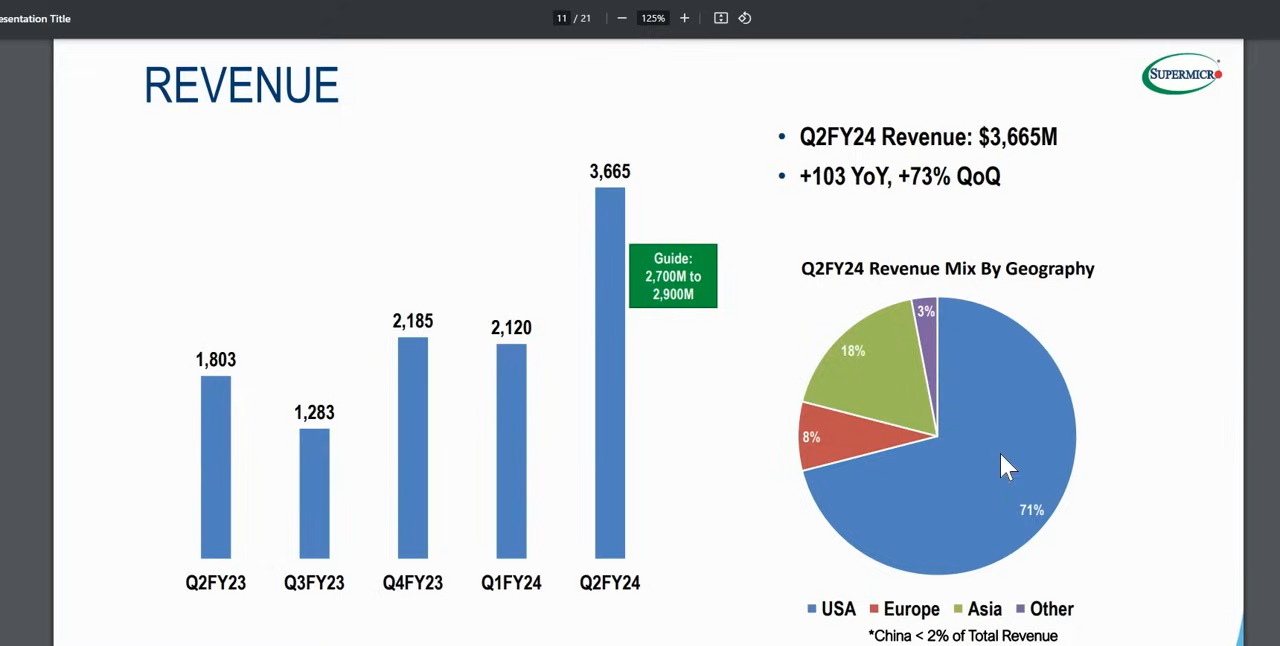 esentation Title
11 / 21
125%
REVENUE
SUPERMICRO
• Q2FY24 Revenue: $3,665M
• +103 YoY, +73% QoQ
3,665
Guide:
2,700M to
2,900M
2,185
2,120
1,803
1,283
Q2FY23 Q3FY23 Q4FY23 Q1FY24 Q2FY24
Q2FY24 Revenue Mix By Geography
3%
18%
8%
71%
USA Europe Asia Other
*China < 2% of Total Revenue